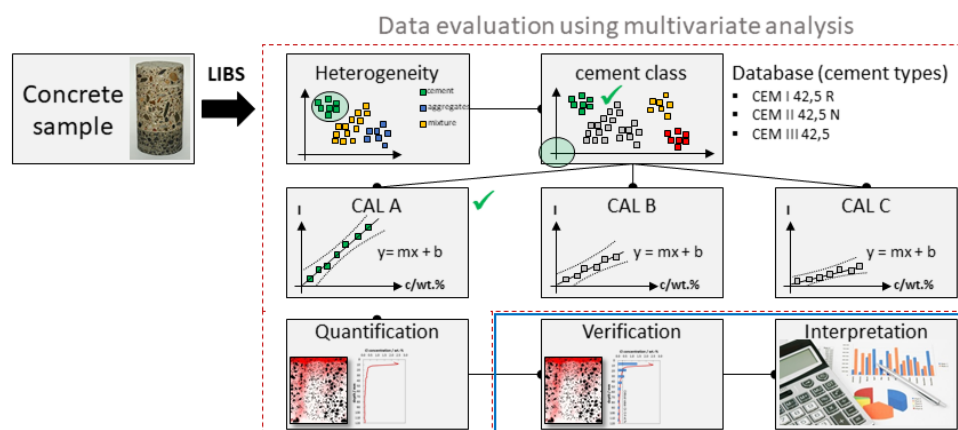 Data evaluation using multivariate analysis
Concrete
sample
LIBS
Heterogeneity
cement
aggregates
mixture
cement class
Database (cement types)
CEM I 42,5 R
CEM II 42,5 N
CEM III 42,5
CAL A
I
y= mx + b
c/wt.%
CAL B
I
y= mx + b
c/wt.%
CAL C
I
y= mx + b
c/wt.%
Quantification
Verification
Interpretation